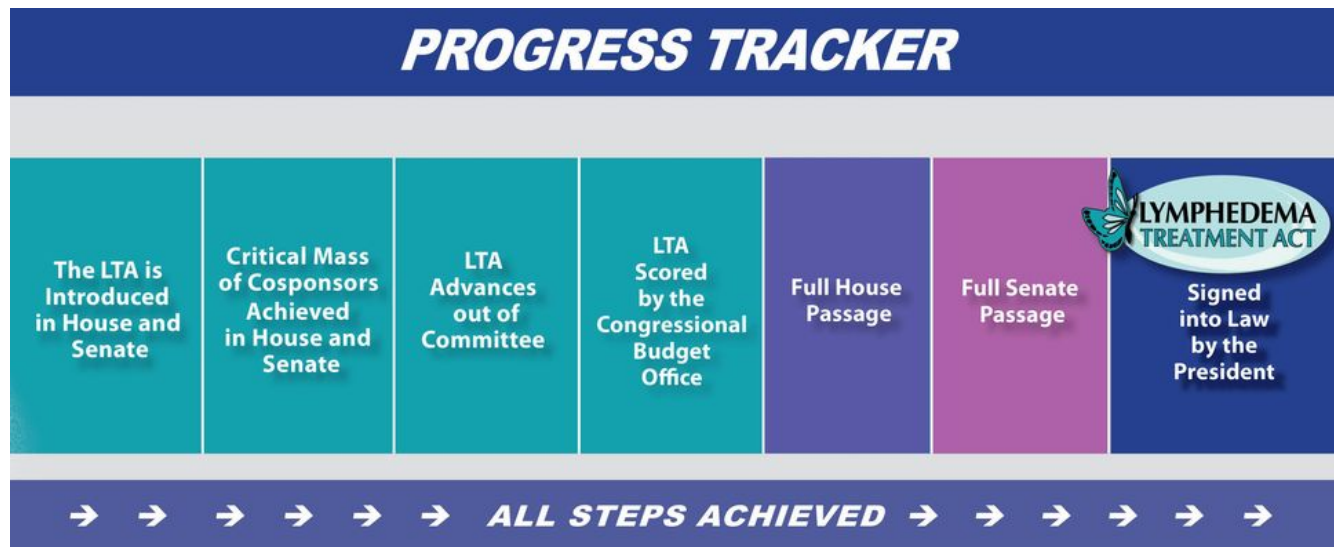 PROGRESS TRACKER
The LTA is
Introduced
in House and
Senate
Critical Mass
of Cosponsors
Achieved
in House and
Senate
LTA
Advances
out of
Committee
LTA
Scored
by the
Congressional
Budget
Office
Full House
Passage
Full Senate
Passage
LYMPHEDEMA
TREATMENT ACT
Signed
into Law
by the
President
→ → → → → → ALL STEPS ACHIEVED → → → → → →